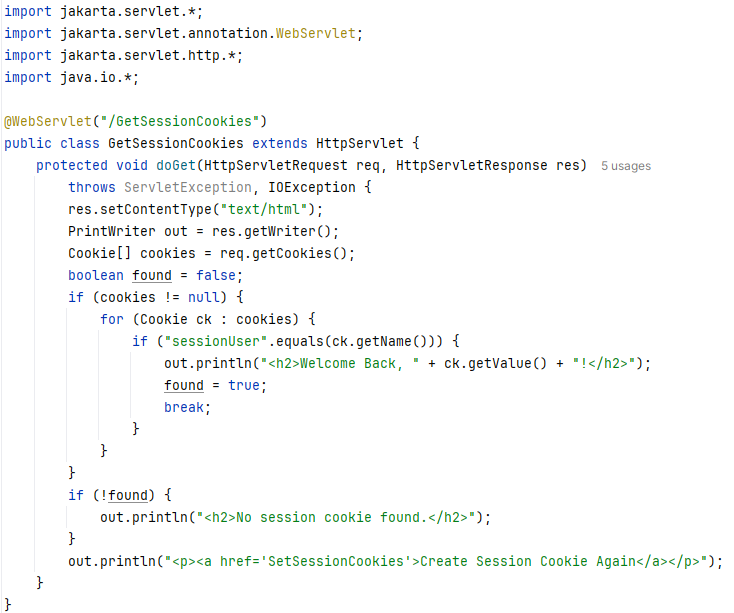 import jakarta.servlet.*;
import jakarta.servlet.annotation.WebServlet;
import jakarta.servlet.http.*;
import java.io.*;

@WebServlet("/GetSessionCookies")
public class GetSessionCookies extends HttpServlet {
    protected void doGet(HttpServletRequest req, HttpServletResponse res) 5 usages
        throws ServletException, IOException {
        res.setContentType("text/html");
        PrintWriter out = res.getWriter();
        Cookie[] cookies = req.getCookies();
        boolean found = false;
        if (cookies != null) {
            for (Cookie ck : cookies) {
                if ("sessionUser".equals(ck.getName())) {
                    out.println("<h2>Welcome Back, " + ck.getValue() + "!</h2>");
                    found = true;
                    break;
                }
            }
        }
        if (!found) {
            out.println("<h2>No session cookie found.</h2>");
        }
        out.println("<p><a href='SetSessionCookies'>Create Session Cookie Again</a></p>");
    }
}